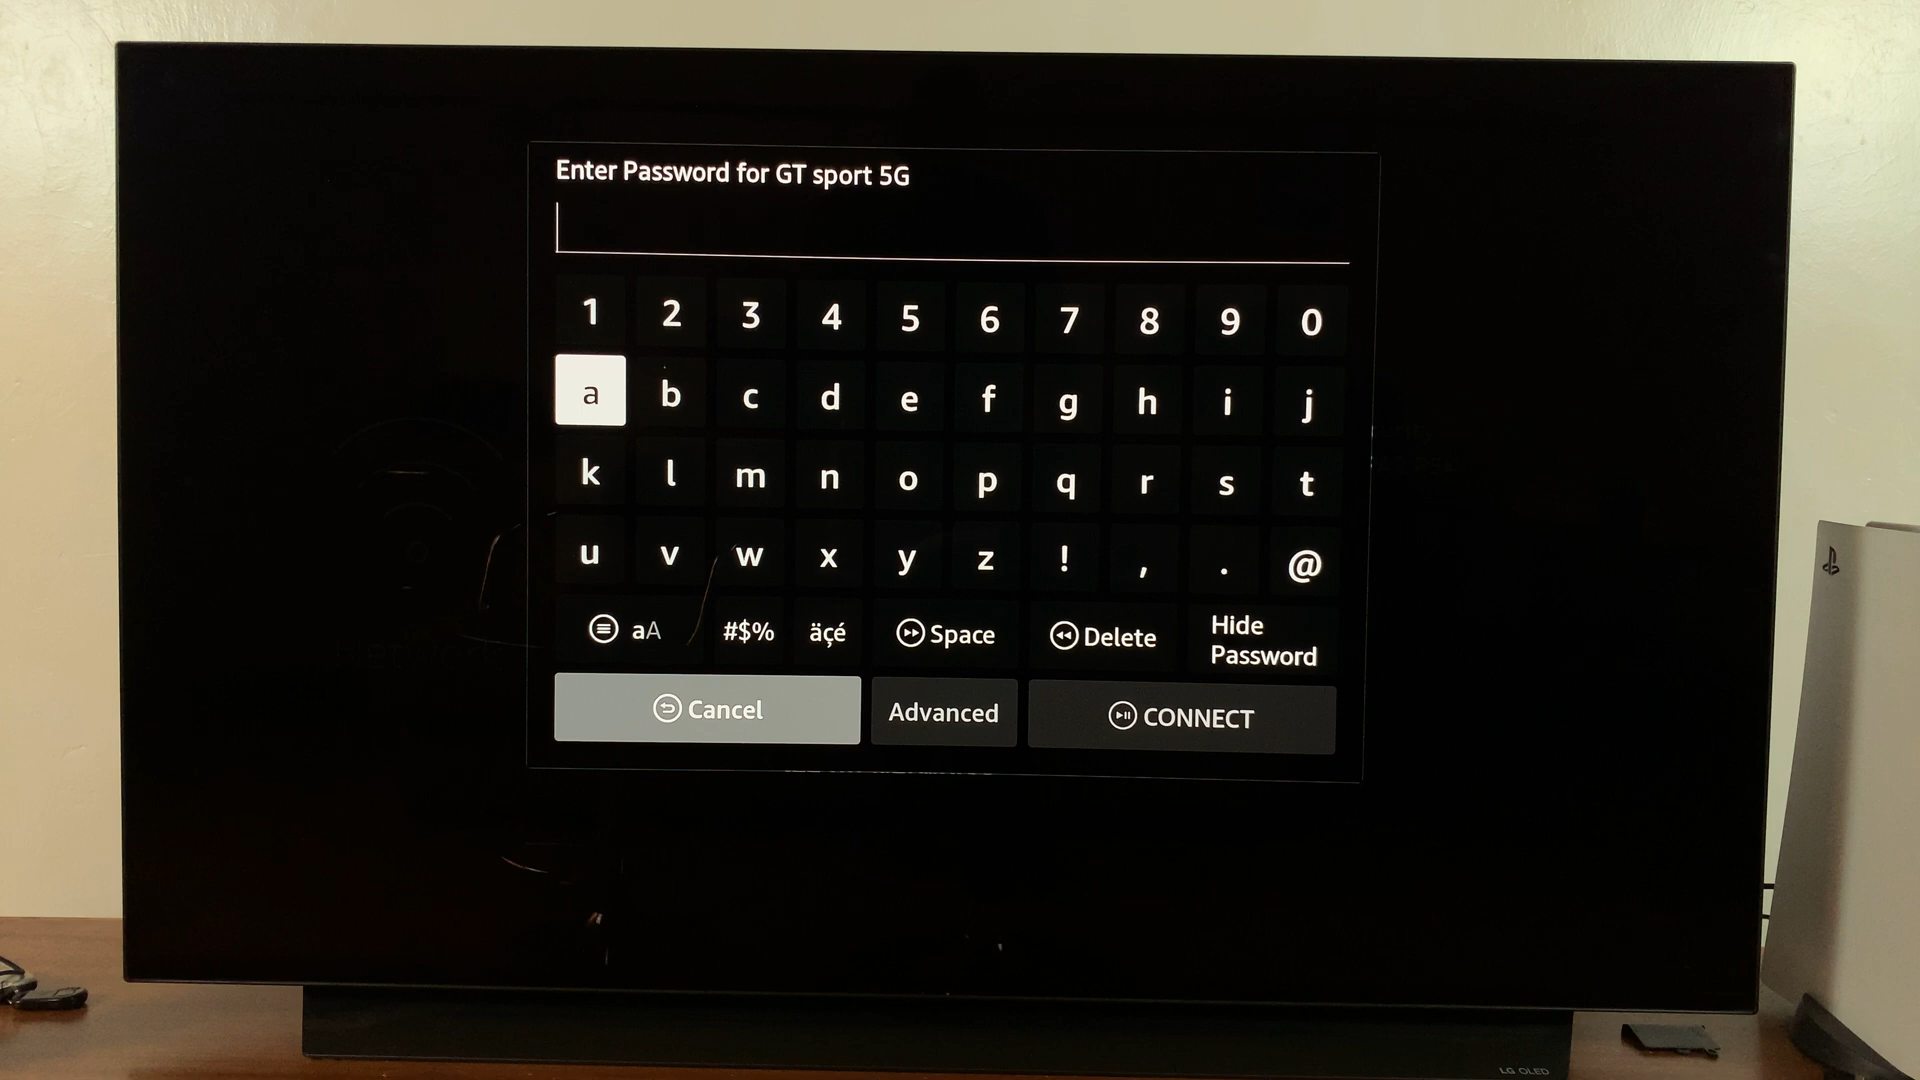 Enter Password for GT sport 5G
1 2 3 4 5 6 7 8 9 0
a b c d e f g h i j
k l m n o p q r s t
u v w x y z ! , . @
aA #$% äçé Space Delete Hide Password
Cancel Advanced CONNECT
LG OLED